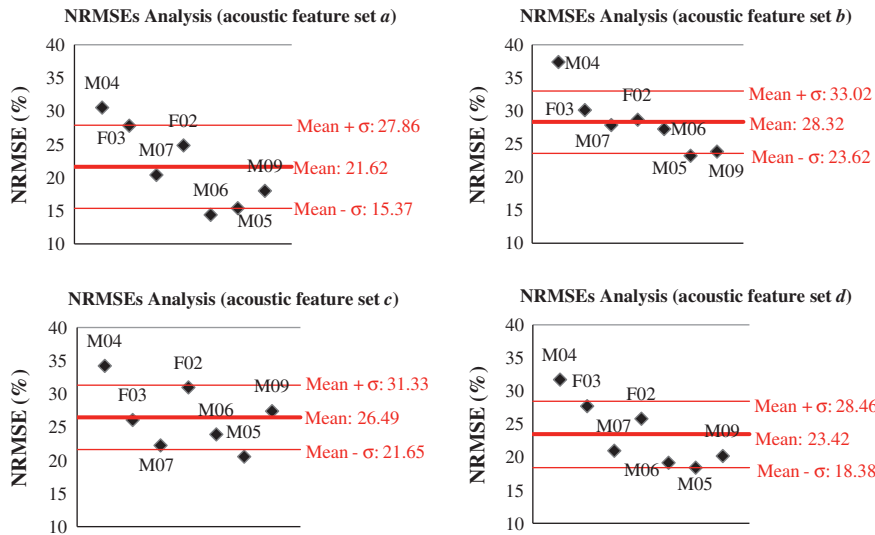 NRMSEs Analysis (acoustic feature set a)
NRMSE (%)
40
35
30
25
20
15
10
M04
F03
M07
F02
M06
M05
M09
Mean + σ: 27.86
Mean: 21.62
Mean - σ: 15.37
NRMSEs Analysis (acoustic feature set b)
NRMSE (%)
40
35
30
25
20
15
10
M04
F03
M07
F02
M06
M05
M09
Mean + σ: 33.02
Mean: 28.32
Mean - σ: 23.62
NRMSEs Analysis (acoustic feature set c)
NRMSE (%)
40
35
30
25
20
15
10
M04
F03
M07
F02
M06
M05
M09
Mean + σ: 31.33
Mean: 26.49
Mean - σ: 21.65
NRMSEs Analysis (acoustic feature set d)
NRMSE (%)
40
35
30
25
20
15
10
M04
F03
M07
F02
M06
M05
M09
Mean + σ: 28.46
Mean: 23.42
Mean - σ: 18.38